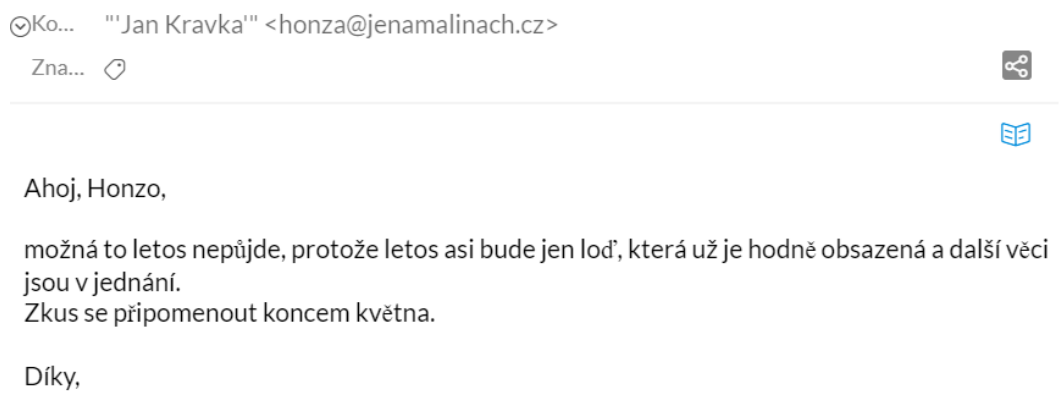 Ko... "'Jan Kravka'" <honza@jenamalinach.cz>
Zna...
Ahoj, Honzo,
možná to letos nepůjde, protože letos asi bude jen loď, která už je hodně obsazená a další věci
jsou v jednání.
Zkus se připomenout koncem května.
Díky,